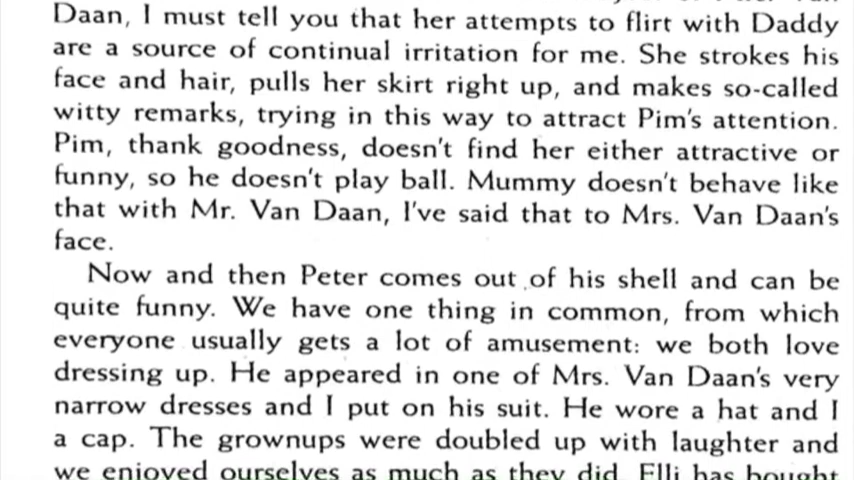 Daan, I must tell you that her attempts to flirt with Daddy
are a source of continual irritation for me. She strokes his
face and hair, pulls her skirt right up, and makes so-called
witty remarks, trying in this way to attract Pim's attention.
Pim, thank goodness, doesn't find her either attractive or
funny, so he doesn't play ball. Mummy doesn't behave like
that with Mr. Van Daan, I've said that to Mrs. Van Daan's
face.
Now and then Peter comes out of his shell and can be
quite funny. We have one thing in common, from which
everyone usually gets a lot of amusement: we both love
dressing up. He appeared in one of Mrs. Van Daan's very
narrow dresses and I put on his suit. He wore a hat and I
a cap. The grownups were doubled up with laughter and
we enjoyed ourselves as much as they did. Elli has bought